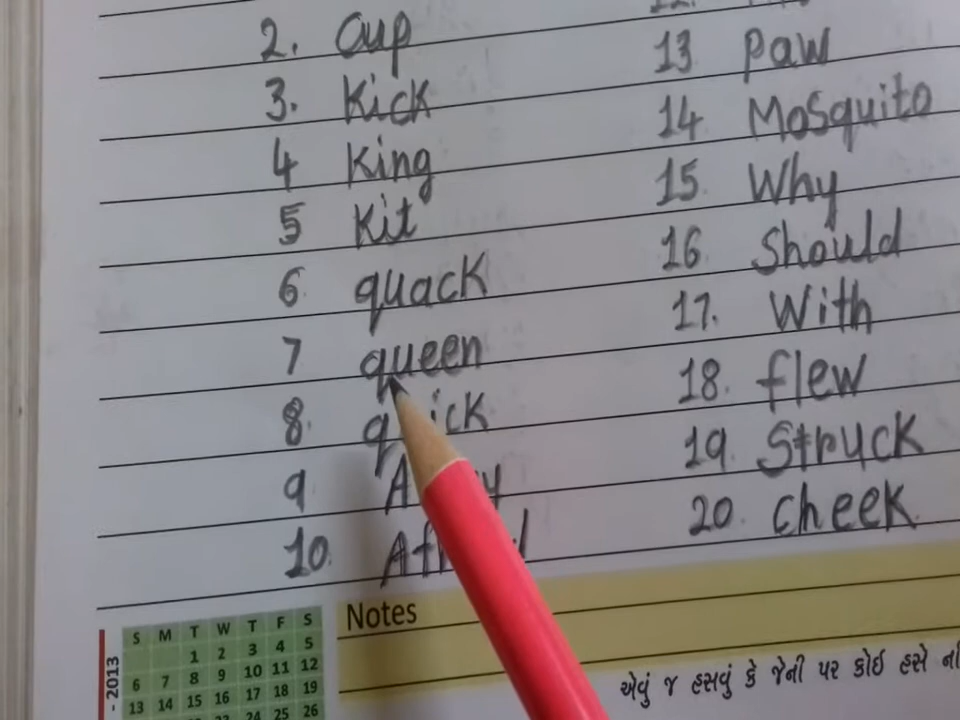 2. Cup
3. Kick
4 King
5 Kit
6. quack
7 queen
8.
9
10.
13 Paw
14 Mosquito
15. Why
16 Should
17. With
18. flew
19. Struck
20. Cheek
Notes
- 2013
S M T W T F S
1 2 3 4 5
6 7 8 9 10 11 12
13 14 15 16 17 18 19
24 25 26
એવું જ હસવું કે જેની પર કોઈ હસે